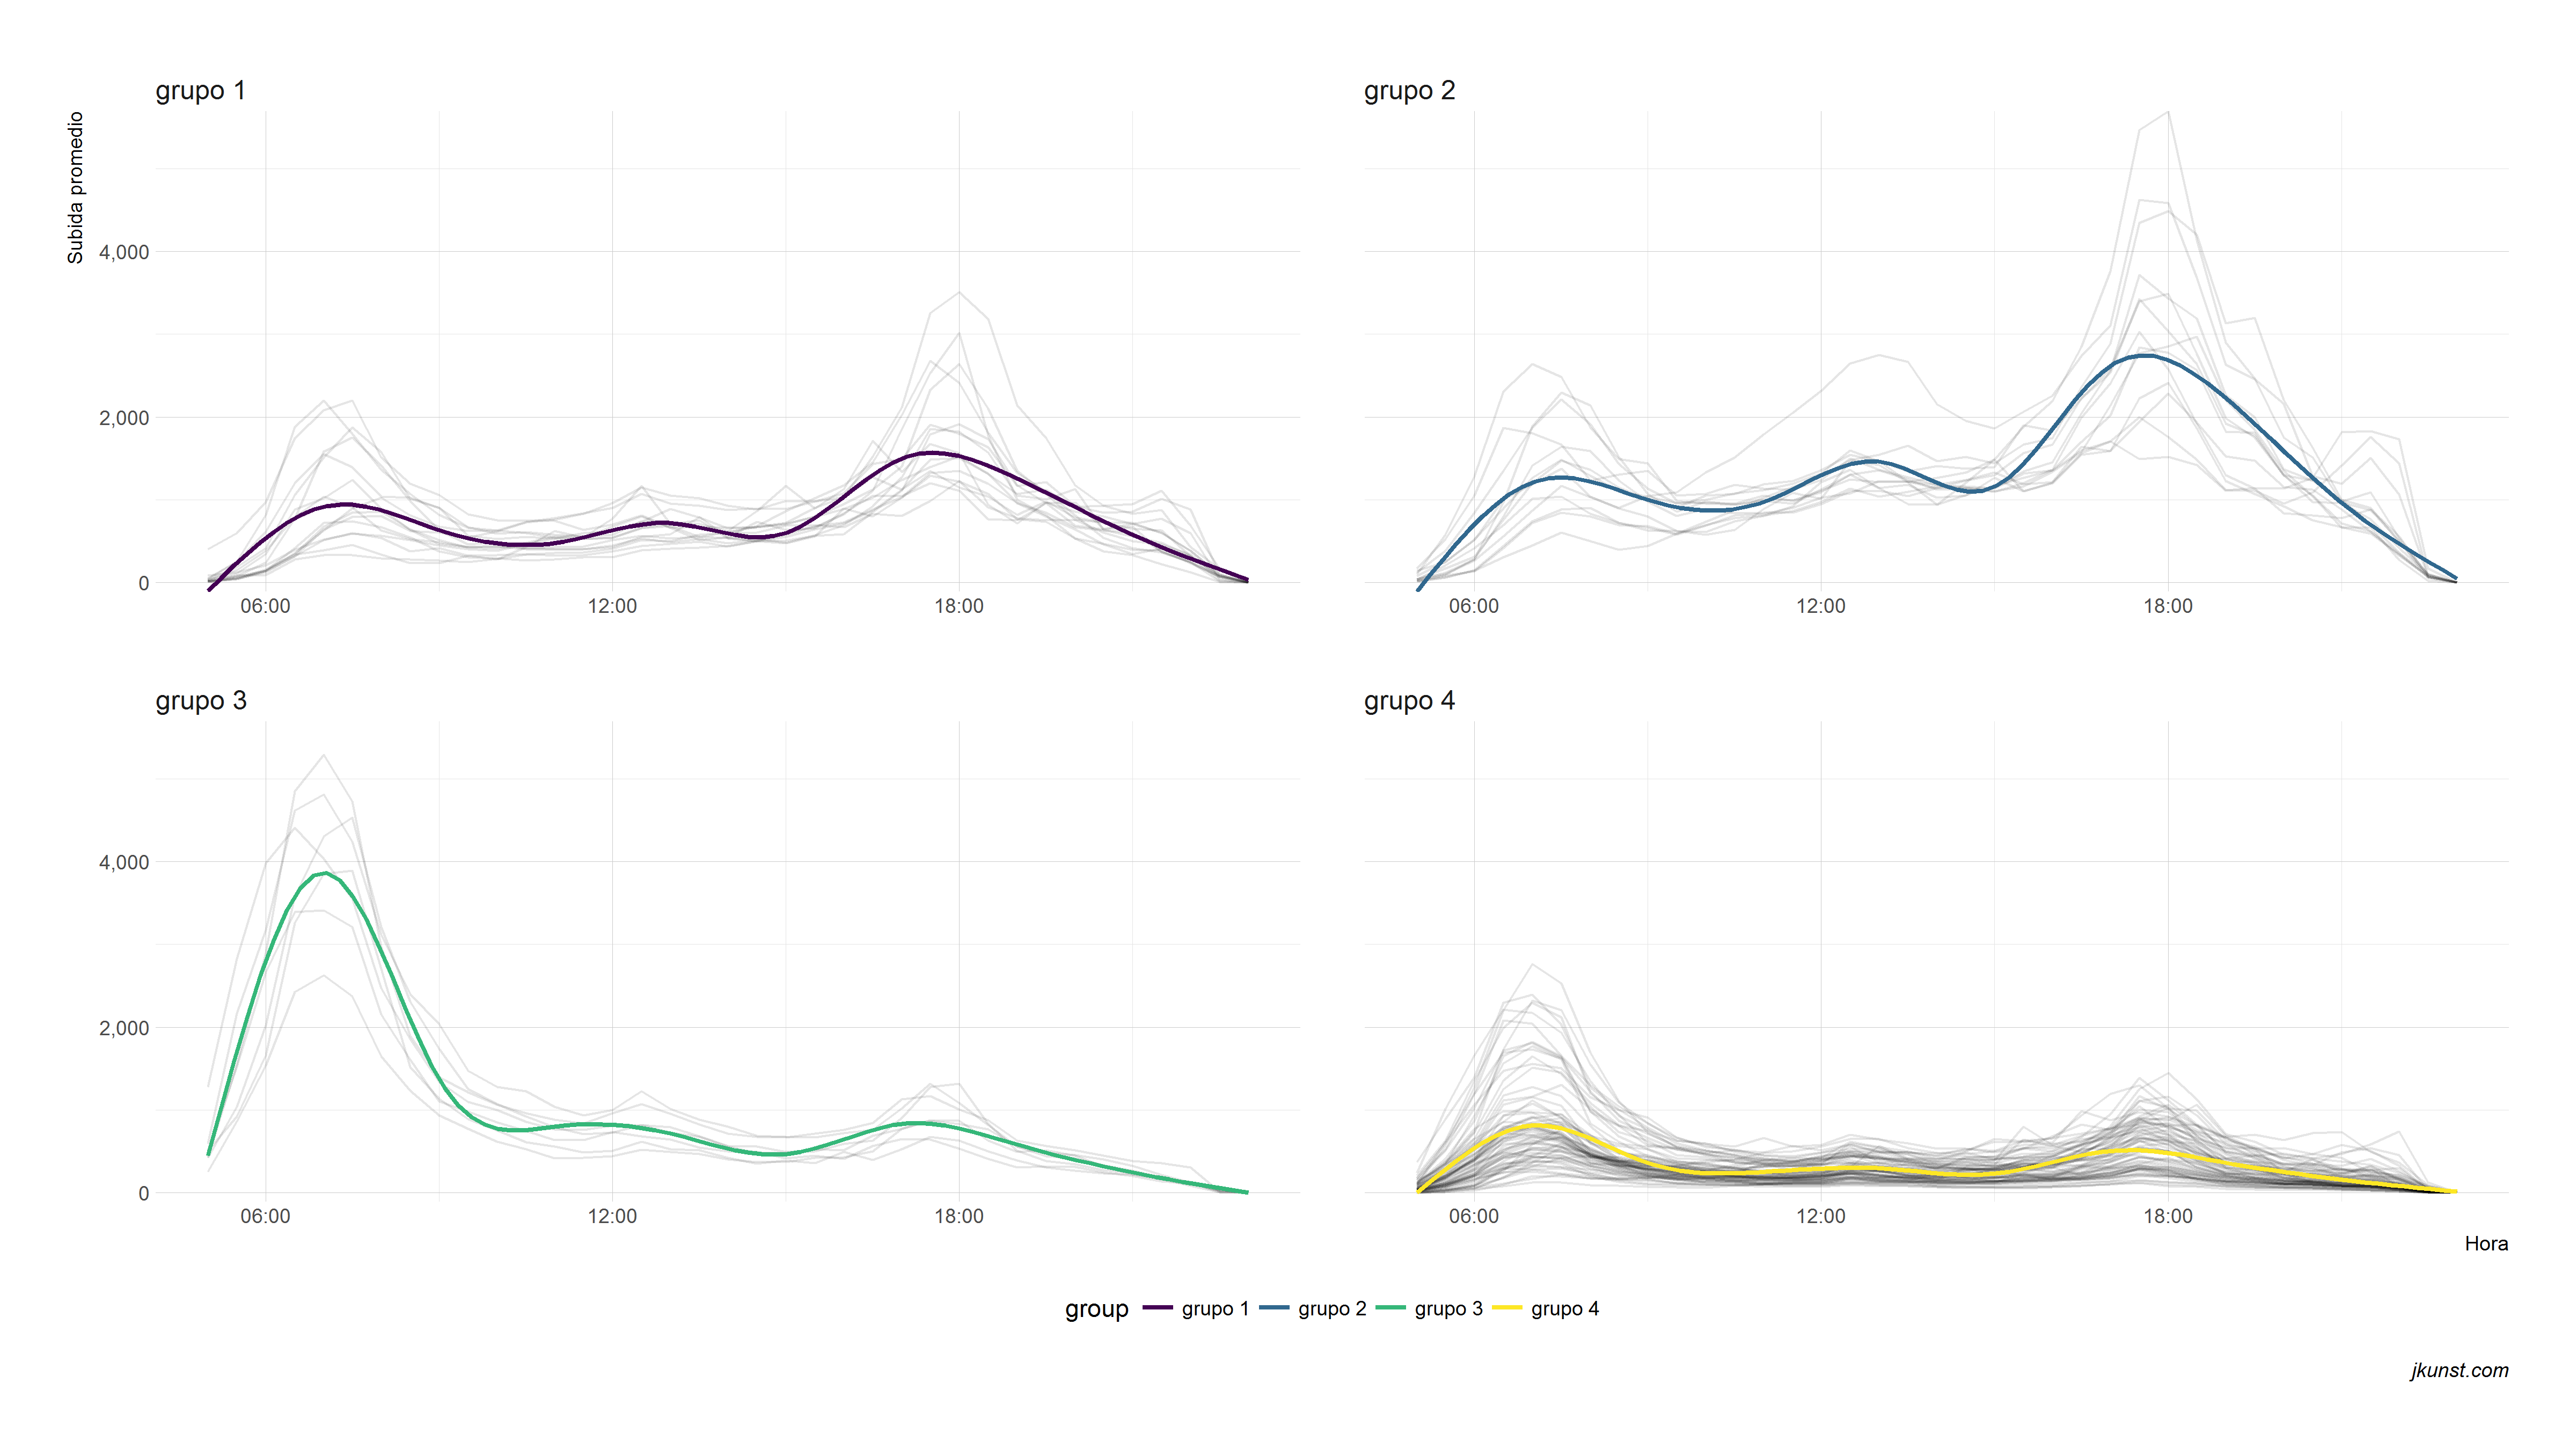 grupo 1
grupo 2
Subida promedio
4,000
2,000
0
06:00 12:00 18:00
06:00 12:00 18:00
grupo 3
grupo 4
4,000
2,000
0
06:00 12:00 18:00
06:00 12:00 18:00
Hora
group grupo 1 grupo 2 grupo 3 grupo 4
jkunst.com